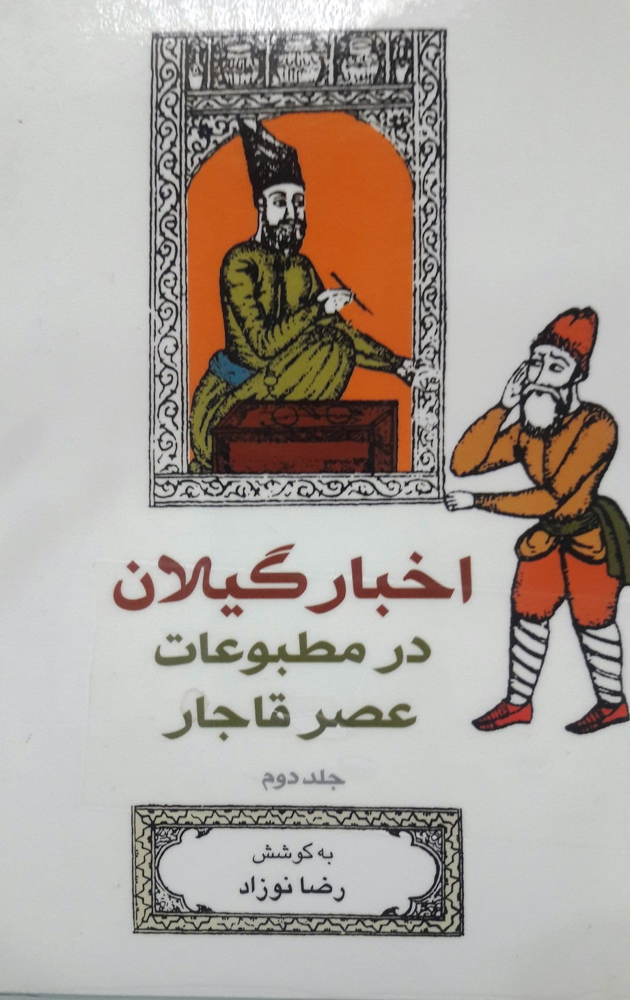 اخبار گیلان
در مطبوعات
عصر قاجار
جلد دوم
به کوشش
رضا نوزاد